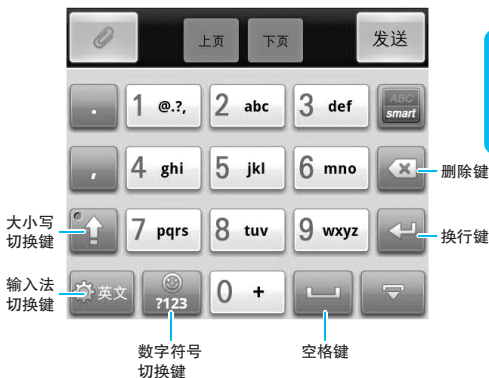 上页 下页 发送
. 1 @.?, 2 abc 3 def ABC smart
, 4 ghi 5 jkl 6 mno
删除键
大小写
切换键
7 pqrs 8 tuv 9 wxyz
换行键
输入法
切换键
英文 ?123 0 +
数字符号
切换键
空格键